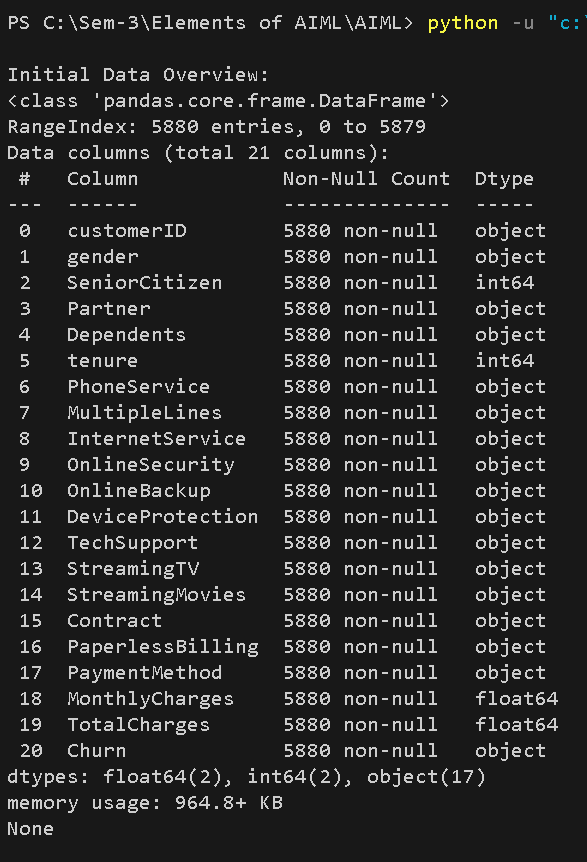 PS C:\Sem-3\Elements of AIML\AIML> python -u "c:\
Initial Data Overview:
<class 'pandas.core.frame.DataFrame'>
RangeIndex: 5880 entries, 0 to 5879
Data columns (total 21 columns):
 #   Column            Non-Null Count  Dtype
---  ------            --------------  -----
 0   customerID        5880 non-null   object
 1   gender            5880 non-null   object
 2   SeniorCitizen     5880 non-null   int64
 3   Partner           5880 non-null   object
 4   Dependents        5880 non-null   object
 5   tenure            5880 non-null   int64
 6   PhoneService      5880 non-null   object
 7   MultipleLines     5880 non-null   object
 8   InternetService   5880 non-null   object
 9   OnlineSecurity    5880 non-null   object
 10  OnlineBackup      5880 non-null   object
 11  DeviceProtection  5880 non-null   object
 12  TechSupport       5880 non-null   object
 13  StreamingTV       5880 non-null   object
 14  StreamingMovies   5880 non-null   object
 15  Contract          5880 non-null   object
 16  PaperlessBilling  5880 non-null   object
 17  PaymentMethod     5880 non-null   object
 18  MonthlyCharges    5880 non-null   float64
 19  TotalCharges      5880 non-null   float64
 20  Churn             5880 non-null   object
dtypes: float64(2), int64(2), object(17)
memory usage: 964.8+ KB
None